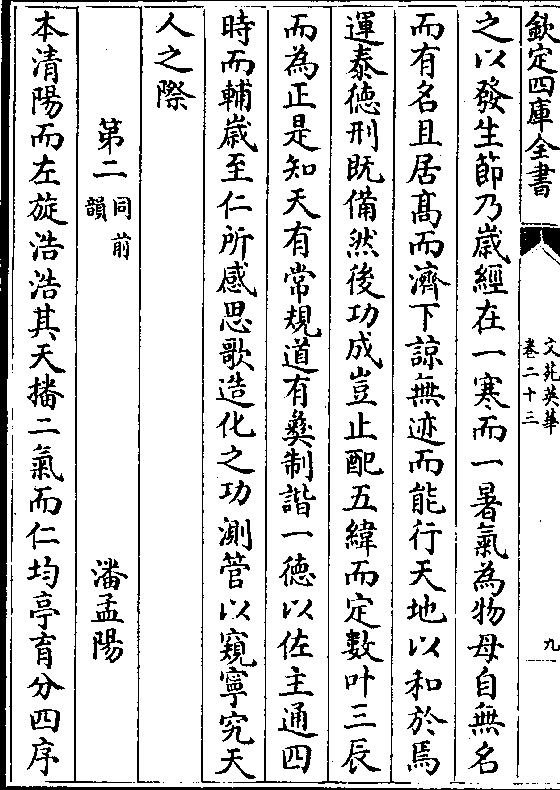 欽定四庫全書
文苑英華
卷二十三
九
之以發生節乃歲經在一寒而一暑氣為物母自無名
而有名且居髙而濟下諒無迹而能行天地以和於焉
運泰徳刑既備然後功成豈止配五緯而定數叶三辰
而為正是知天有常規道有彝制諧一徳以佐主通四
時而輔歲至仁所感思歌造化之功測管以窺寧究天
人之際
第二
同前
韻
潘孟陽
本清陽而左旋浩浩其天播二氣而仁均亭育分四序